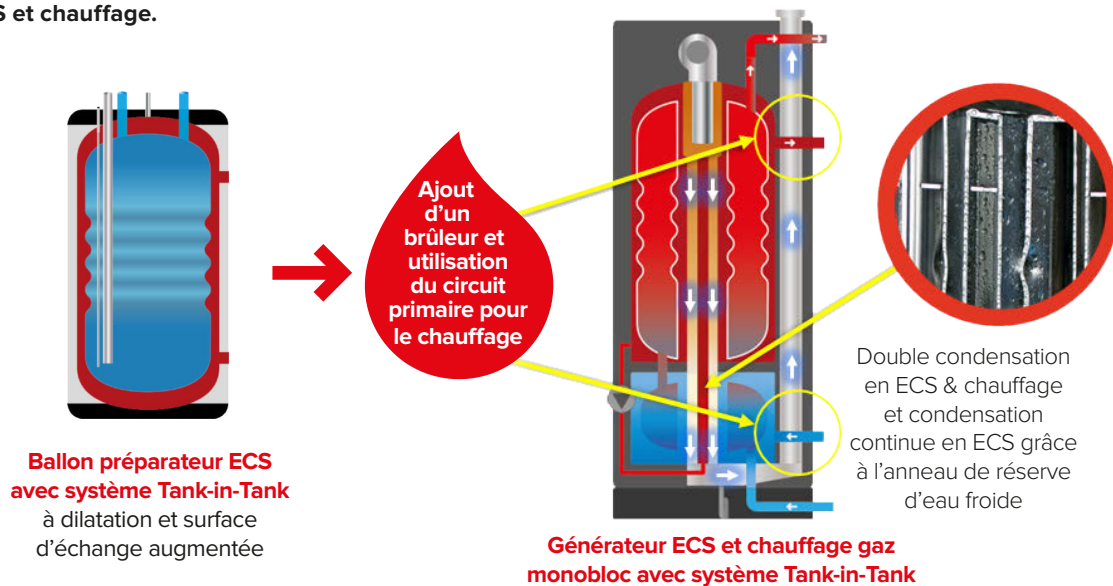 et chauffage.
Ajout
d’un
brûleur et
utilisation
du circuit
primaire pour
le chauffage
Double condensation
en ECS & chauffage
et condensation
continue en ECS grâce
à l’anneau de réserve
d’eau froide
Ballon préparateur ECS
avec système Tank-in-Tank
à dilatation et surface
d’échange augmentée
Générateur ECS et chauffage gaz
monobloc avec système Tank-in-Tank